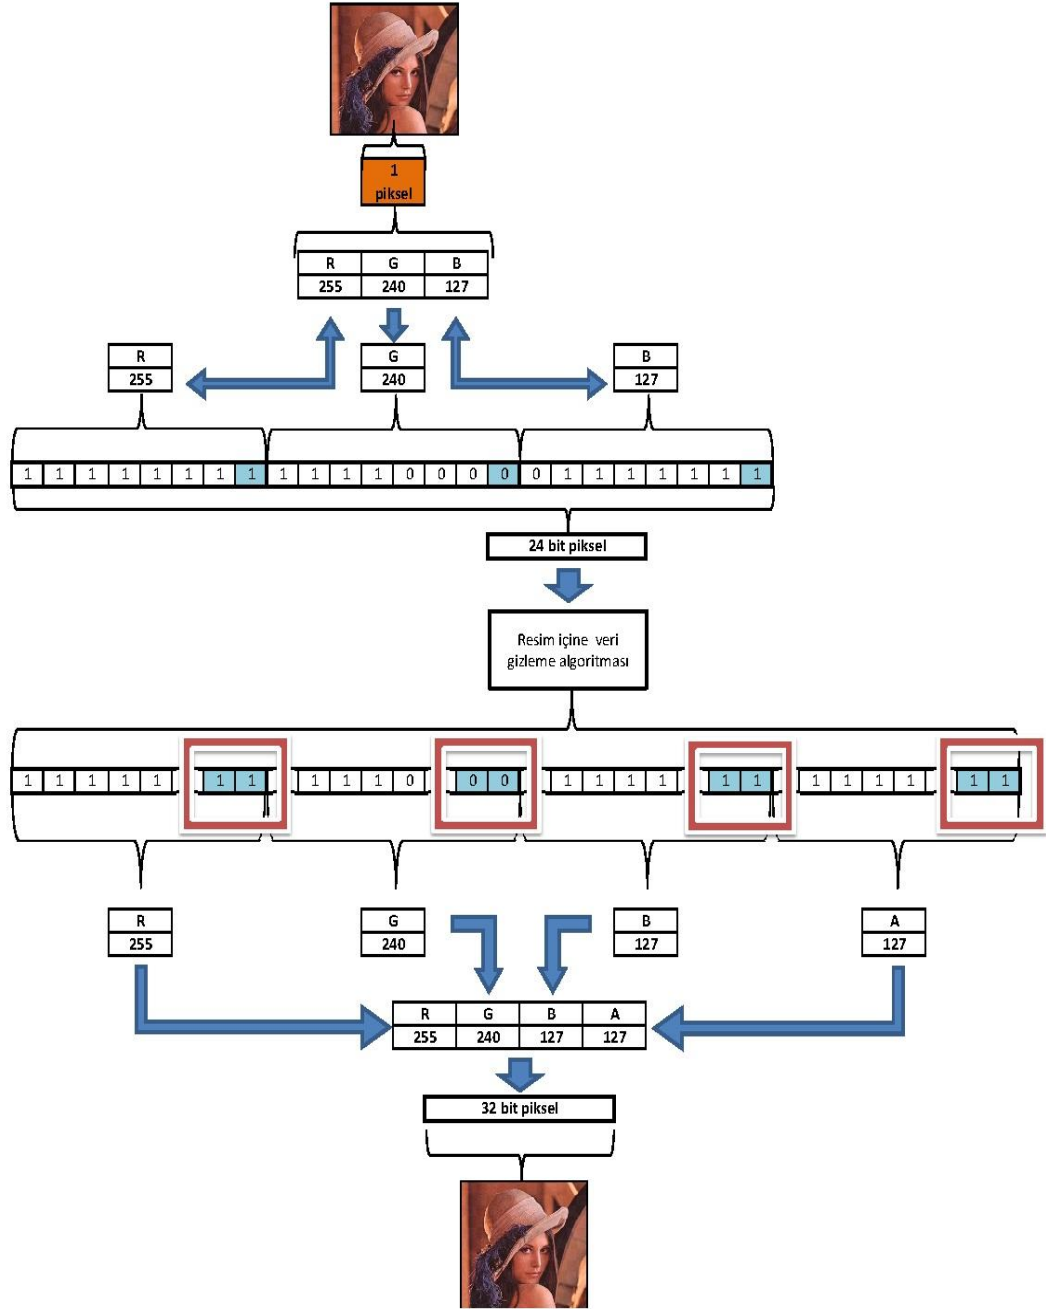 1
piksel
R G B
255 240 127
R G B
255 240 127
1 1 1 1 1 1 1 1 1 1 1 1 0 0 0 0 0 1 1 1 1 1 1 1
24 bit piksel
Resim içine veri
gizleme algoritması
1 1 1 1 1 1 1 1 1 1 0 0 0 1 1 1 1 1 1 1 1 1 1 1 1
R G B A
255 240 127 127
R G B A
255 240 127 127
32 bit piksel